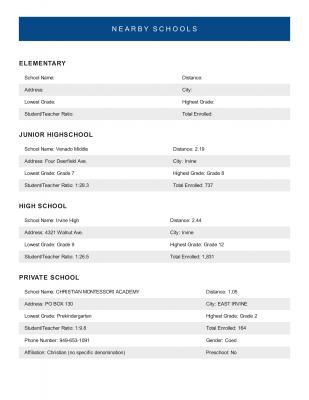 NEARBY SCHOOLS
ELEMENTARY
School Name: Distance:
Address: City:
Lowest Grade: Highest Grade:
Student/Teacher Ratio: Total Enrolled:
JUNIOR HIGHSCHOOL
School Name: Venado Middle Distance: 2.19
Address: Four Deerfield Ave. City: Irvine
Lowest Grade: Grade 7 Highest Grade: Grade 8
Student/Teacher Ratio: 1:28.3 Total Enrolled: 737
HIGH SCHOOL
School Name: Irvine High Distance: 2.44
Address: 4321 Walnut Ave. City: Irvine
Lowest Grade: Grade 9 Highest Grade: Grade 12
Student/Teacher Ratio: 1:26.5 Total Enrolled: 1,831
PRIVATE SCHOOL
School Name: CHRISTIAN MONTESSORI ACADEMY Distance: 1.05
Address: PO BOX 130 City: EAST IRVINE
Lowest Grade: Prekindergarten Highest Grade: Grade 2
Student/Teacher Ratio: 1:9.8 Total Enrolled: 164
Phone Number: 949-653-1091 Gender: Coed
Affiliation: Christian (no specific denomination) Preschool: No